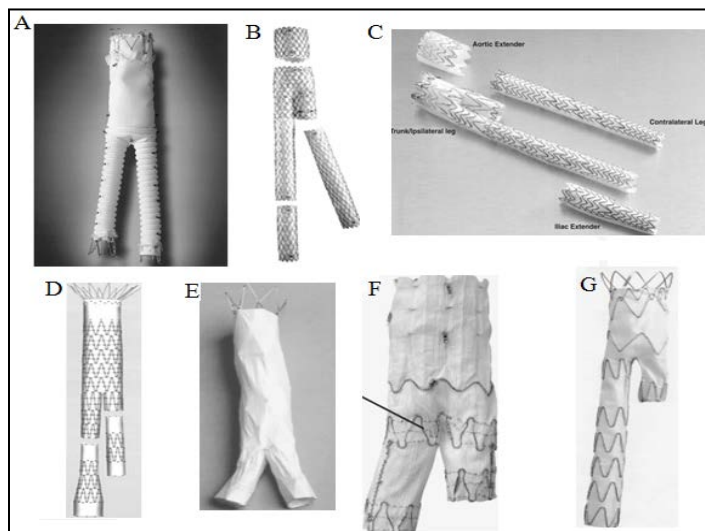 A
B
C
Aortic Extender
Contralateral Leg
Trunk/Ipsilateral leg
Iliac Extender
D
E
F
G